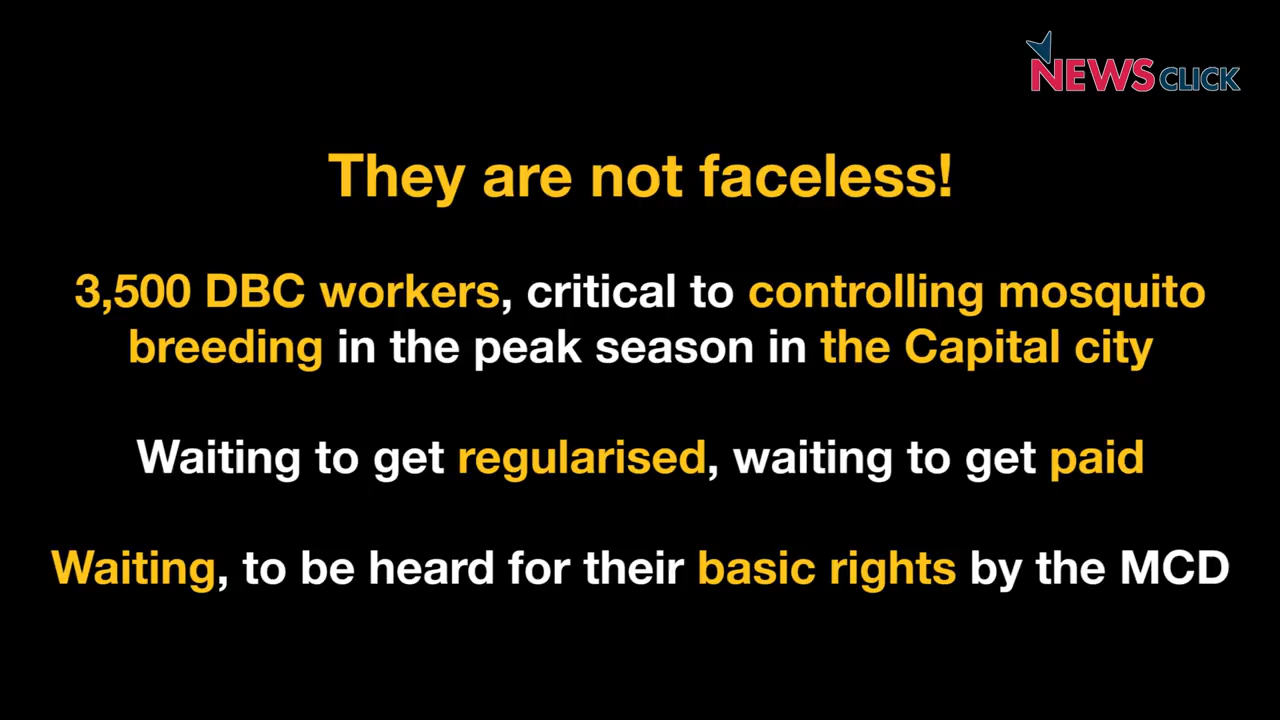 NEWSCLICK
They are not faceless!
3,500 DBC workers, critical to controlling mosquito
breeding in the peak season in the Capital city
Waiting to get regularised, waiting to get paid
Waiting, to be heard for their basic rights by the MCD